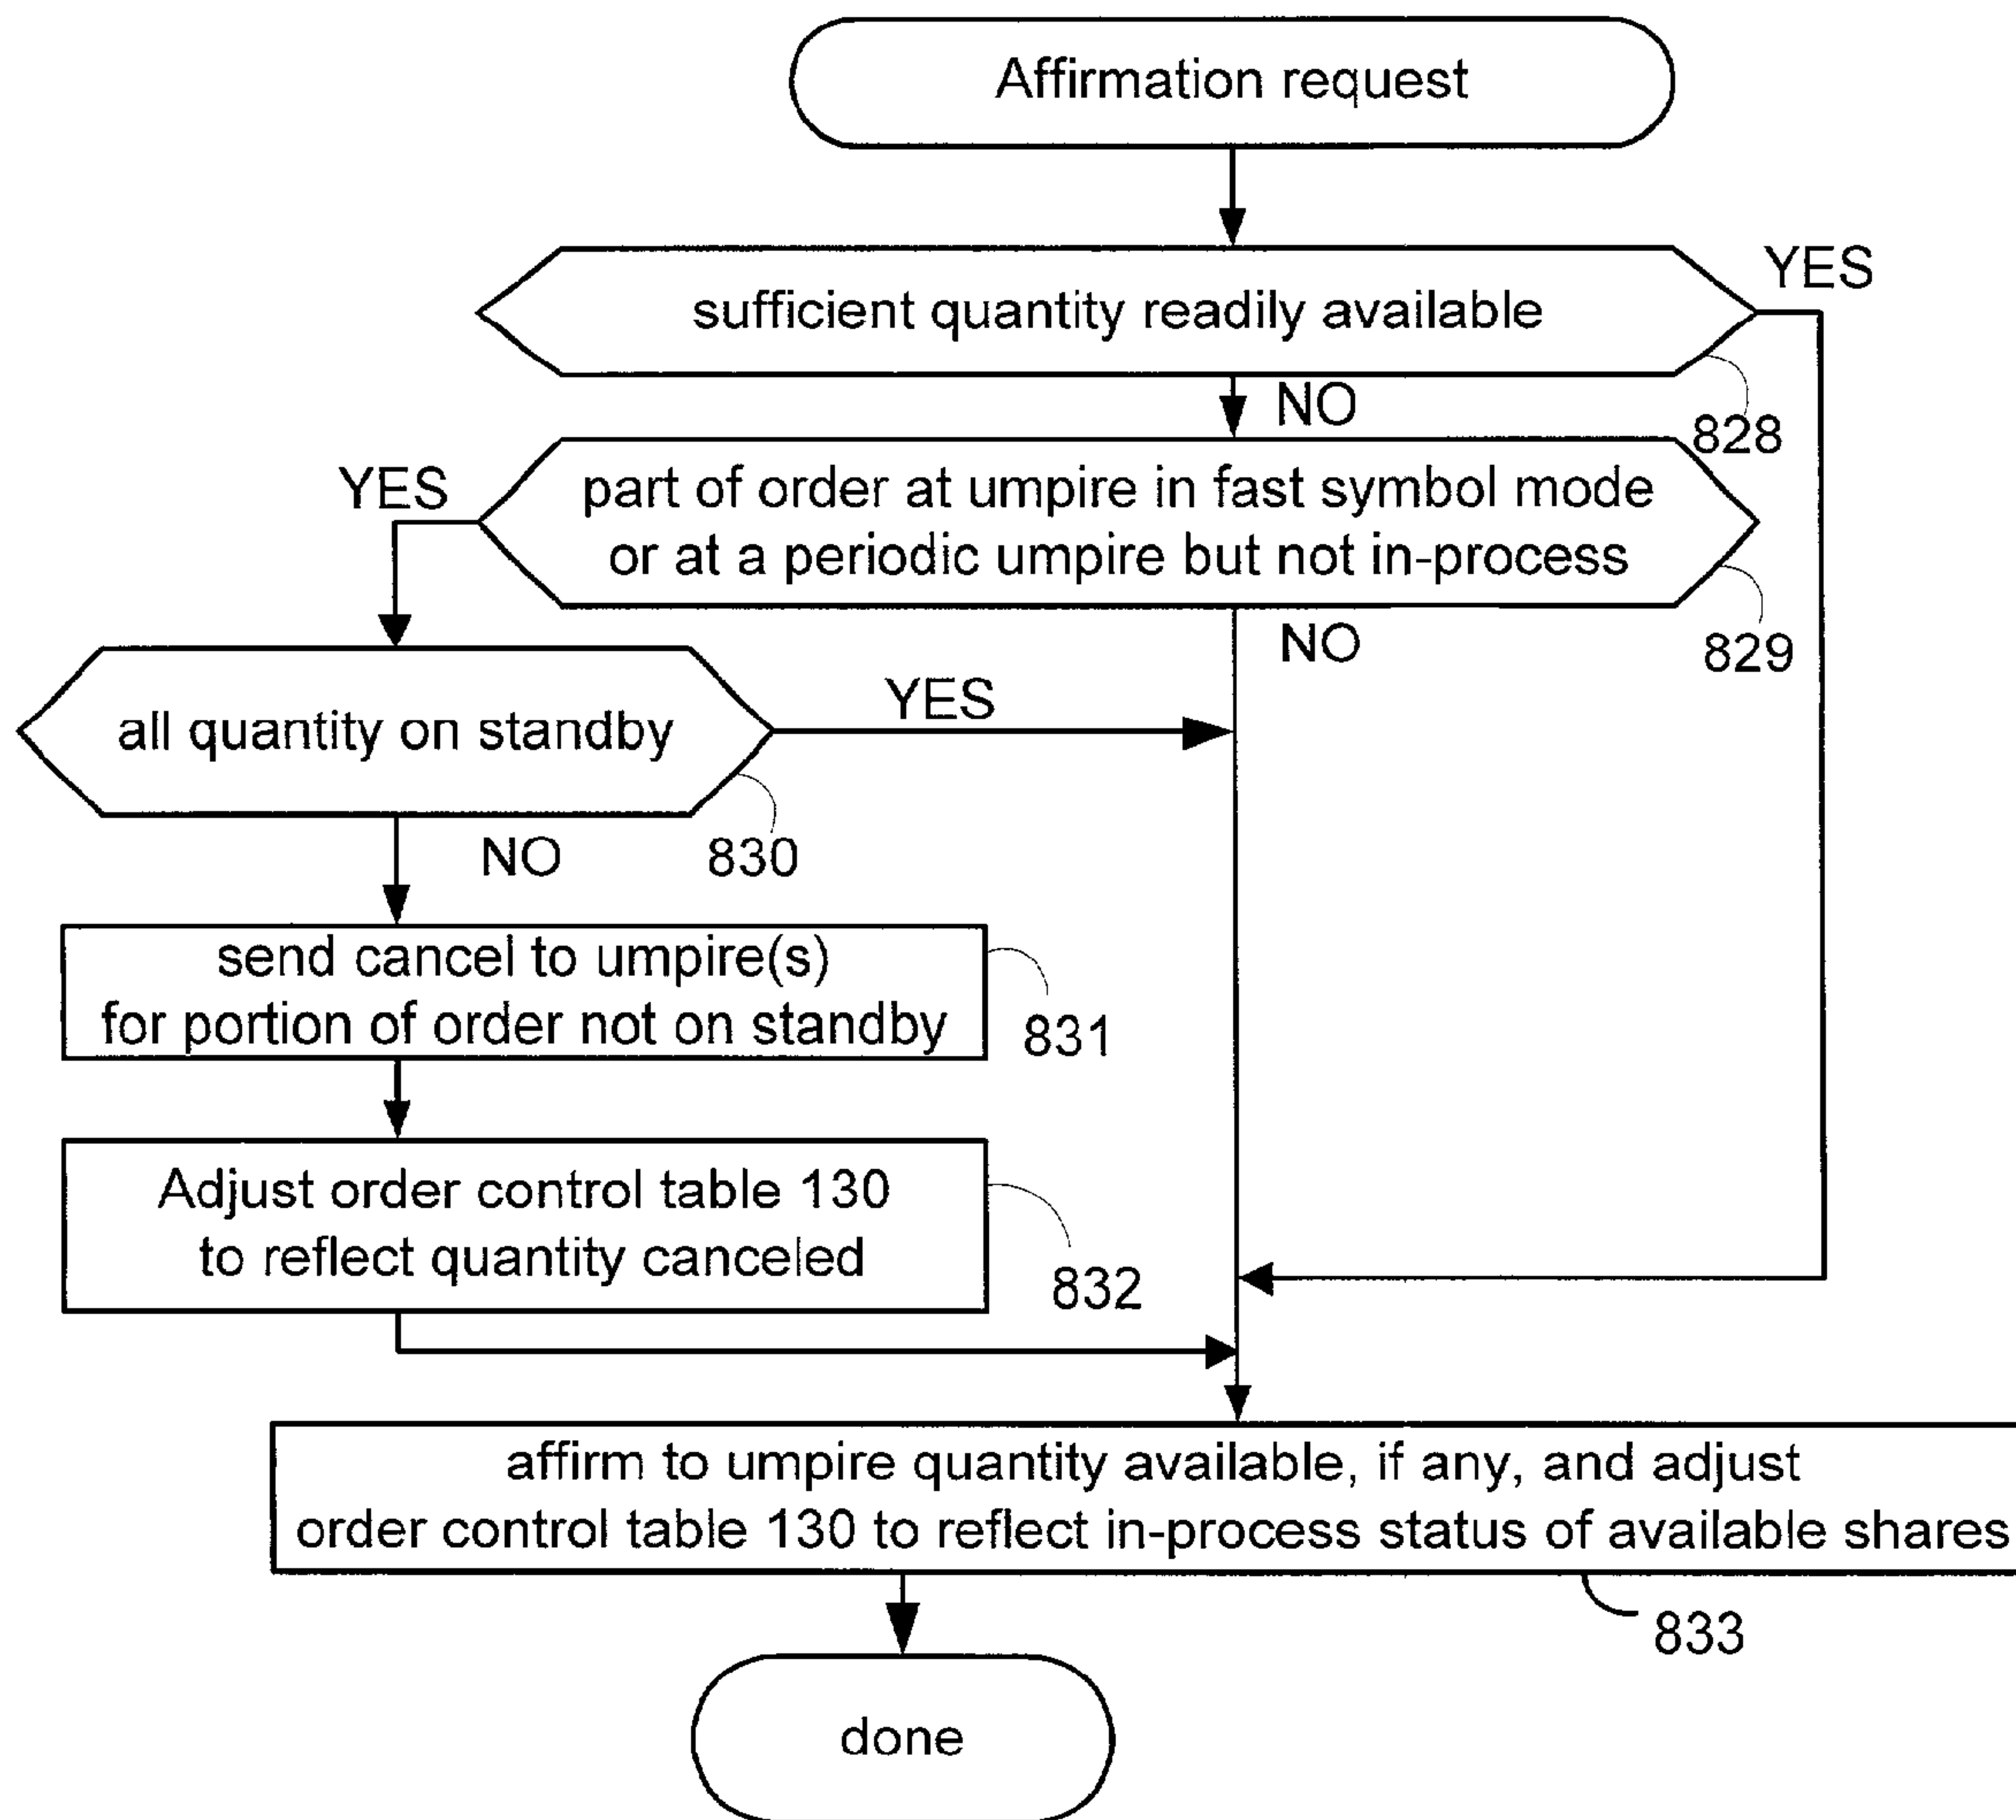 Affirmation request
YES
sufficient quantity readily available
NO
828
YES
part of order at umpire in fast symbol mode
or at a periodic umpire but not in-process
NO
829
all quantity on standby
YES
NO
830
send cancel to umpire(s)
for portion of order not on standby
831
Adjust order control table 130
to reflect quantity canceled
832
affirm to umpire quantity available, if any, and adjust
order control table 130 to reflect in-process status of available shares
833
done